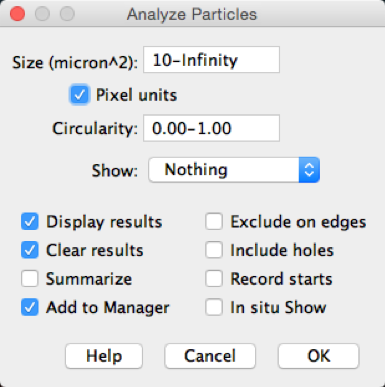 Analyze Particles
Size (micron^2): 10-Infinity
Pixel units
Circularity: 0.00-1.00
Show: Nothing
Display results Exclude on edges
Clear results Include holes
Summarize Record starts
Add to Manager In situ Show
Help Cancel OK